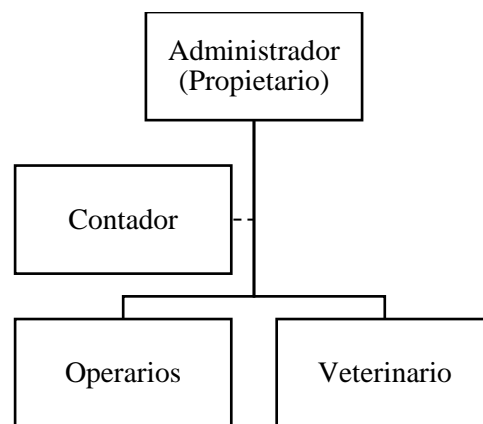 Administrador
(Propietario)
Contador
Operarios
Veterinario